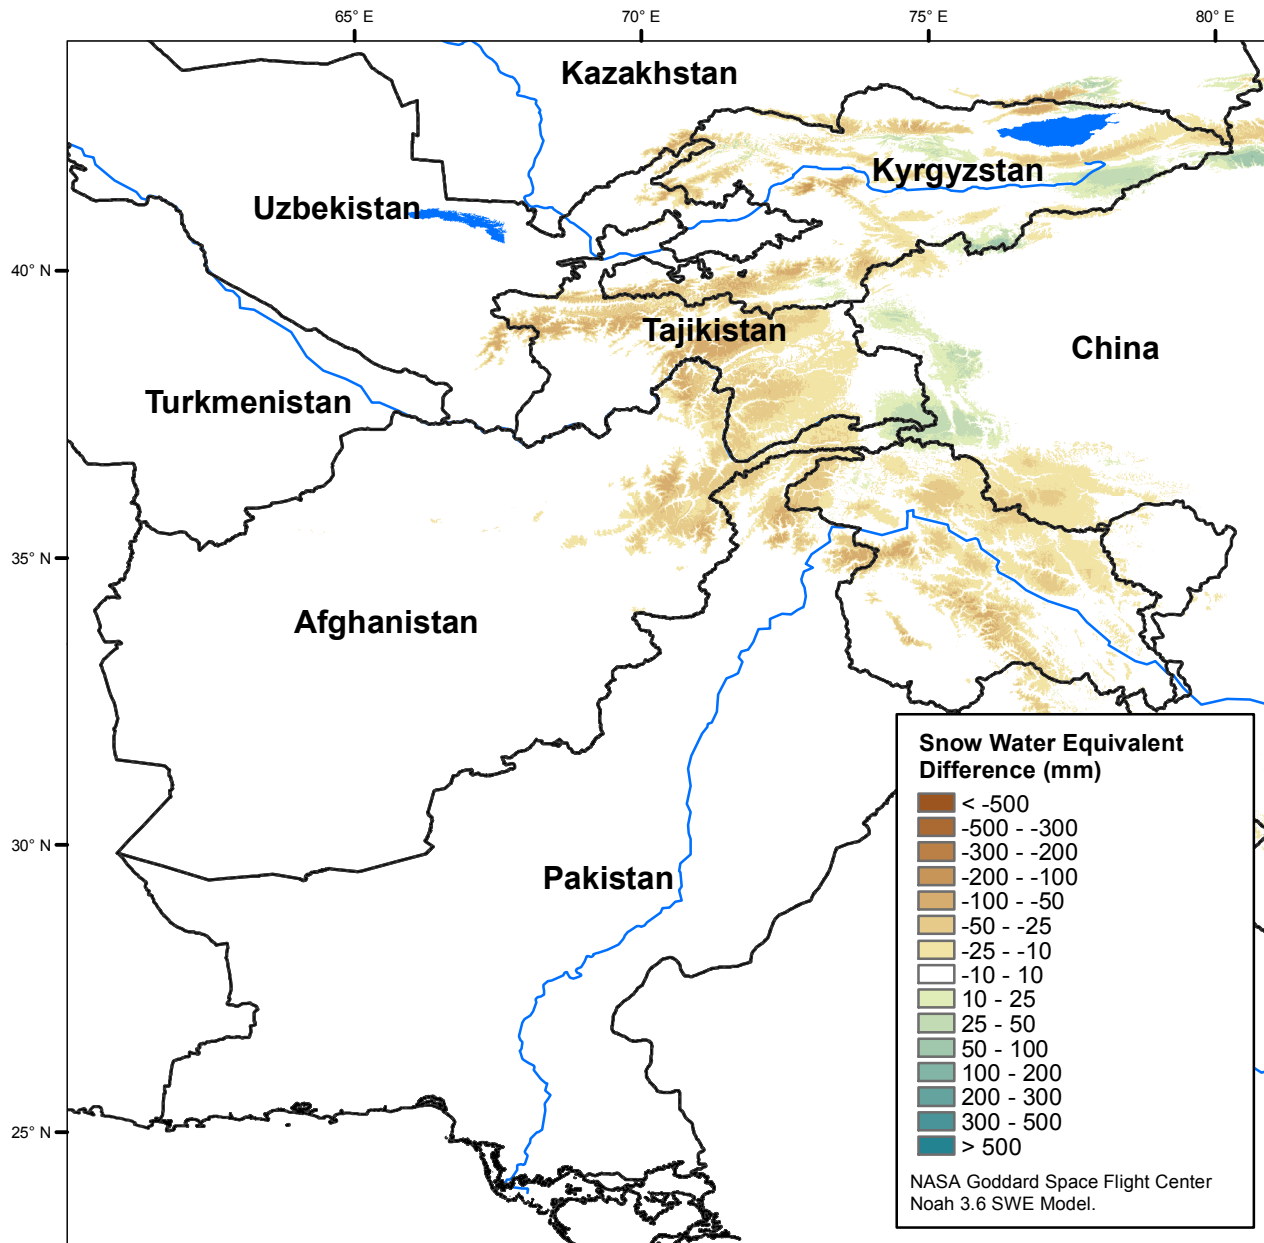 65° E 70° E 75° E 80° E
Kazakhstan
Kyrgyzstan
Uzbekistan
40° N
Tajikistan
China
Turkmenistan
35° N
Afghanistan
Snow Water Equivalent
Difference (mm)
< -500
-500 - -300
-300 - -200
-200 - -100
-100 - -50
-50 - -25
-25 - -10
-10 - 10
10 - 25
25 - 50
50 - 100
100 - 200
200 - 300
300 - 500
> 500
NASA Goddard Space Flight Center
Noah 3.6 SWE Model.
30° N
Pakistan
25° N